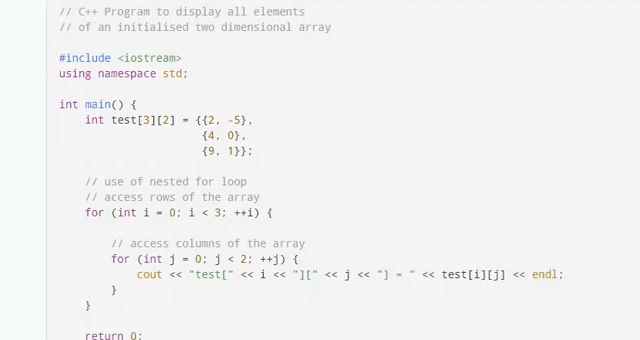 // C++ Program to display all elements
// of an initialised two dimensional array
#include <iostream>
using namespace std;
int main() {
int test[3][2] = {{2, -5},
{4, 0},
{9, 1}};
// use of nested for loop
// access rows of the array
for (int i = 0; i < 3; ++i) {
// access columns of the array
for (int j = 0; j < 2; ++j) {
cout << "test[" << i << "][" << j << "] = " << test[i][j] << endl;
}
}
return 0;